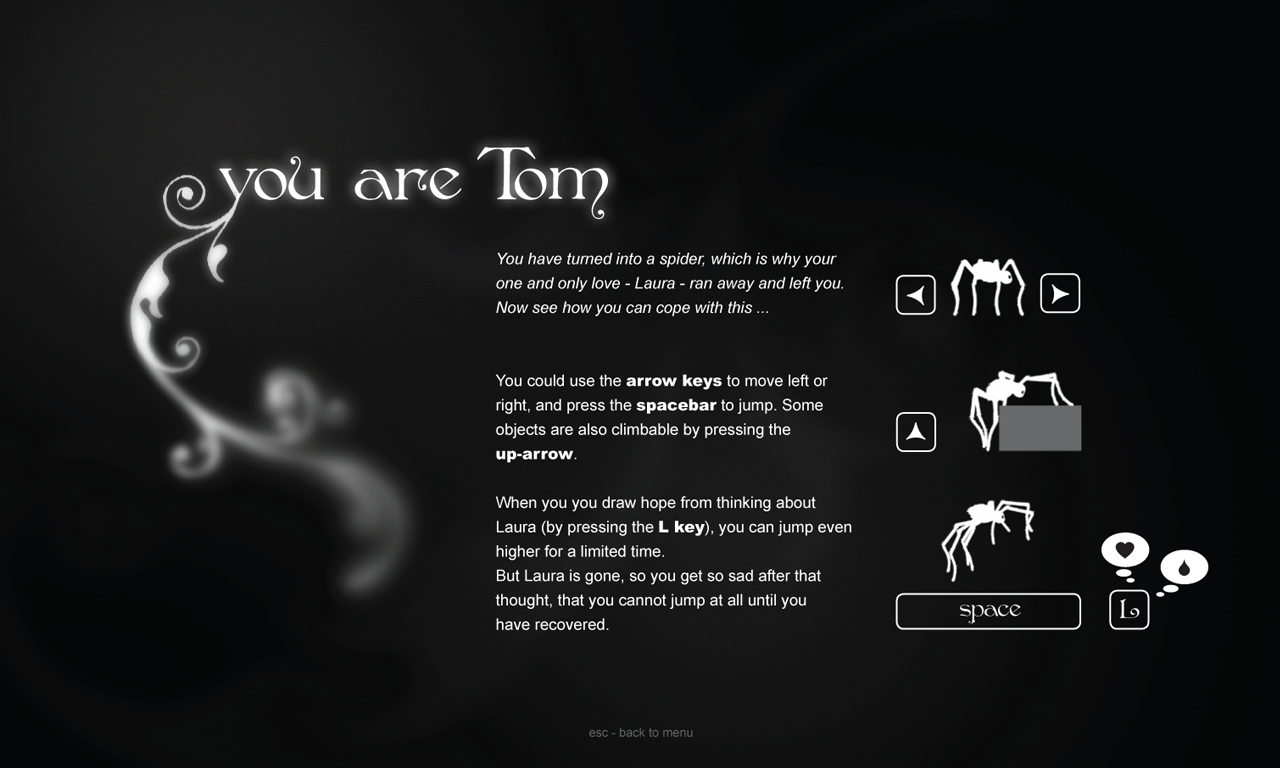 you are Tom
You have turned into a spider, which is why your
one and only love - Laura - ran away and left you.
Now see how you can cope with this ...
You could use the arrow keys to move left or
right, and press the spacebar to jump. Some
objects are also climbable by pressing the
up-arrow.
When you you draw hope from thinking about
Laura (by pressing the L key), you can jump even
higher for a limited time.
But Laura is gone, so you get so sad after that
thought, that you cannot jump at all until you
have recovered.
space
L
esc - back to menu